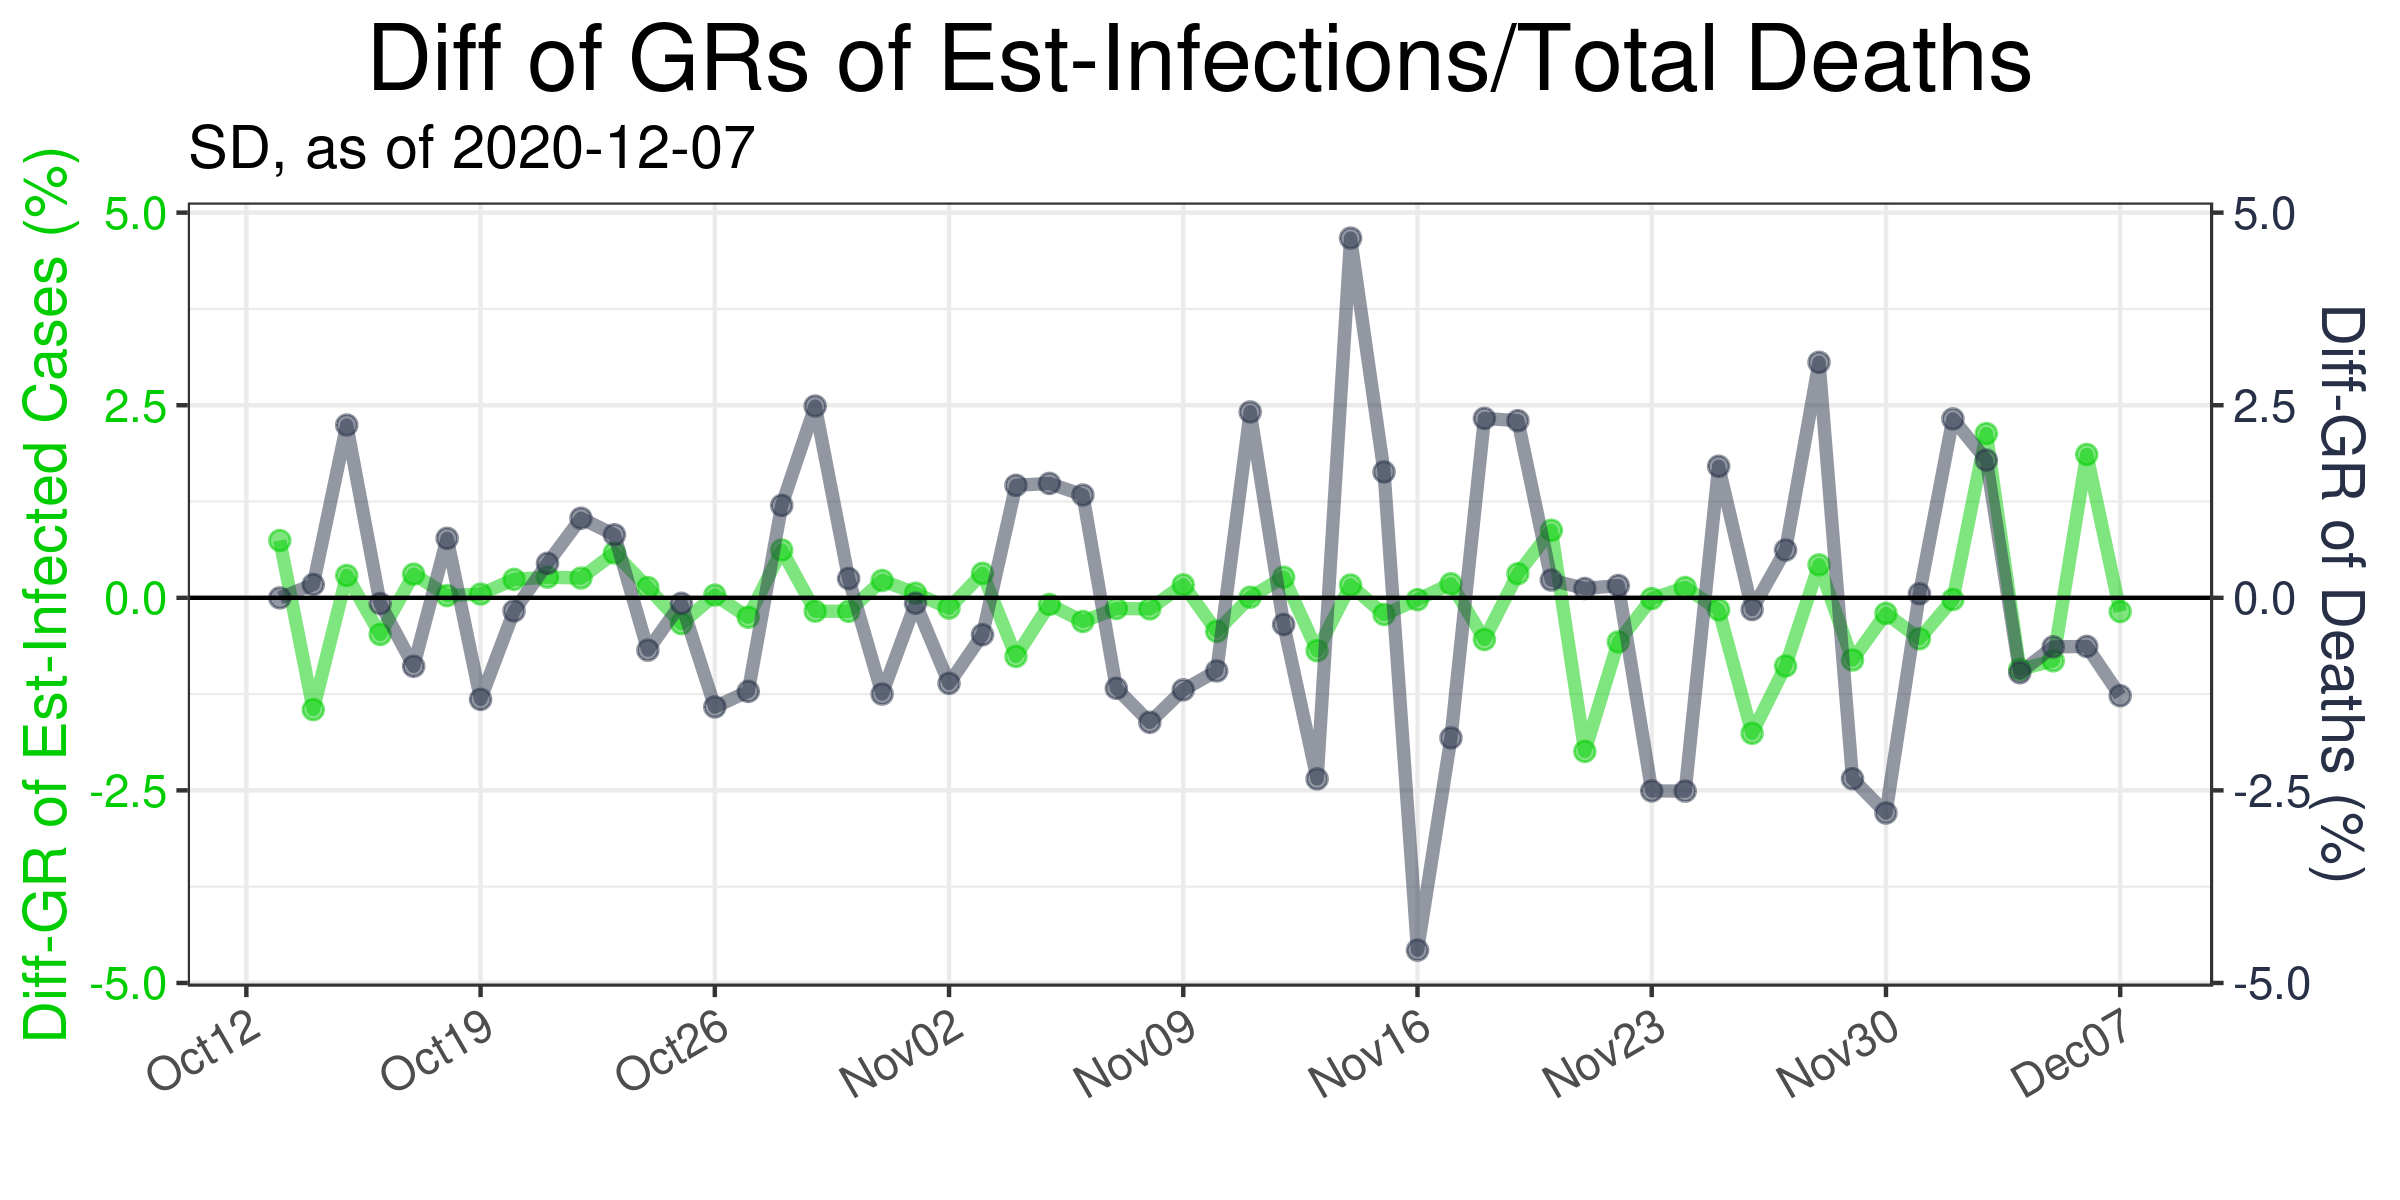 Diff of GRs of Est-Infections/Total Deaths
SD, as of 2020-12-07
Diff-GR of Est-Infected Cases (%)
5.0
2.5
0.0
-2.5
-5.0
5.0
2.5
0.0
-2.5
-5.0
Diff-GR of Deaths (%)
Oct12
Oct19
Oct26
Nov02
Nov09
Nov16
Nov23
Nov30
Dec07